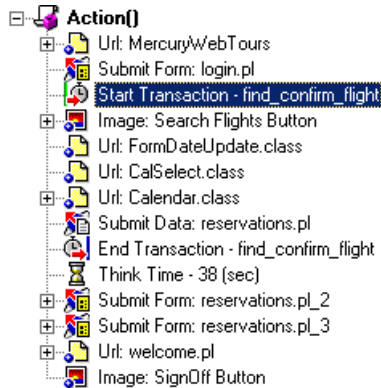 Action()
Url: MercuryWebTours
Submit Form: login.pl
Start Transaction - find_confirm_flight
Image: Search Flights Button
Url: FormDateUpdate.class
Url: CalSelect.class
Url: Calendar.class
Submit Data: reservations.pl
End Transaction - find_confirm_flight
Think Time - 38 (sec)
Submit Form: reservations.pl_2
Submit Form: reservations.pl_3
Url: welcome.pl
Image: SignOff Button